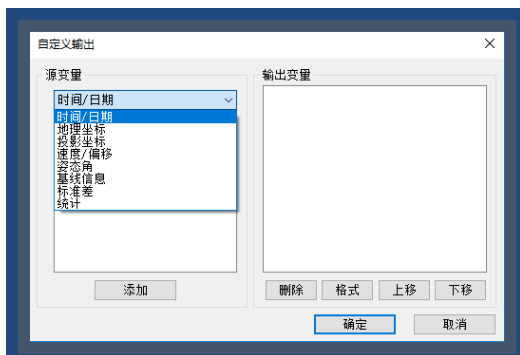 自定义输出
源变量
时间/日期
时间/日期
地理坐标
投影坐标
速度/偏移
姿态角
基线信息
标准差
统计
添加
输出变量
删除 格式 上移 下移
确定 取消